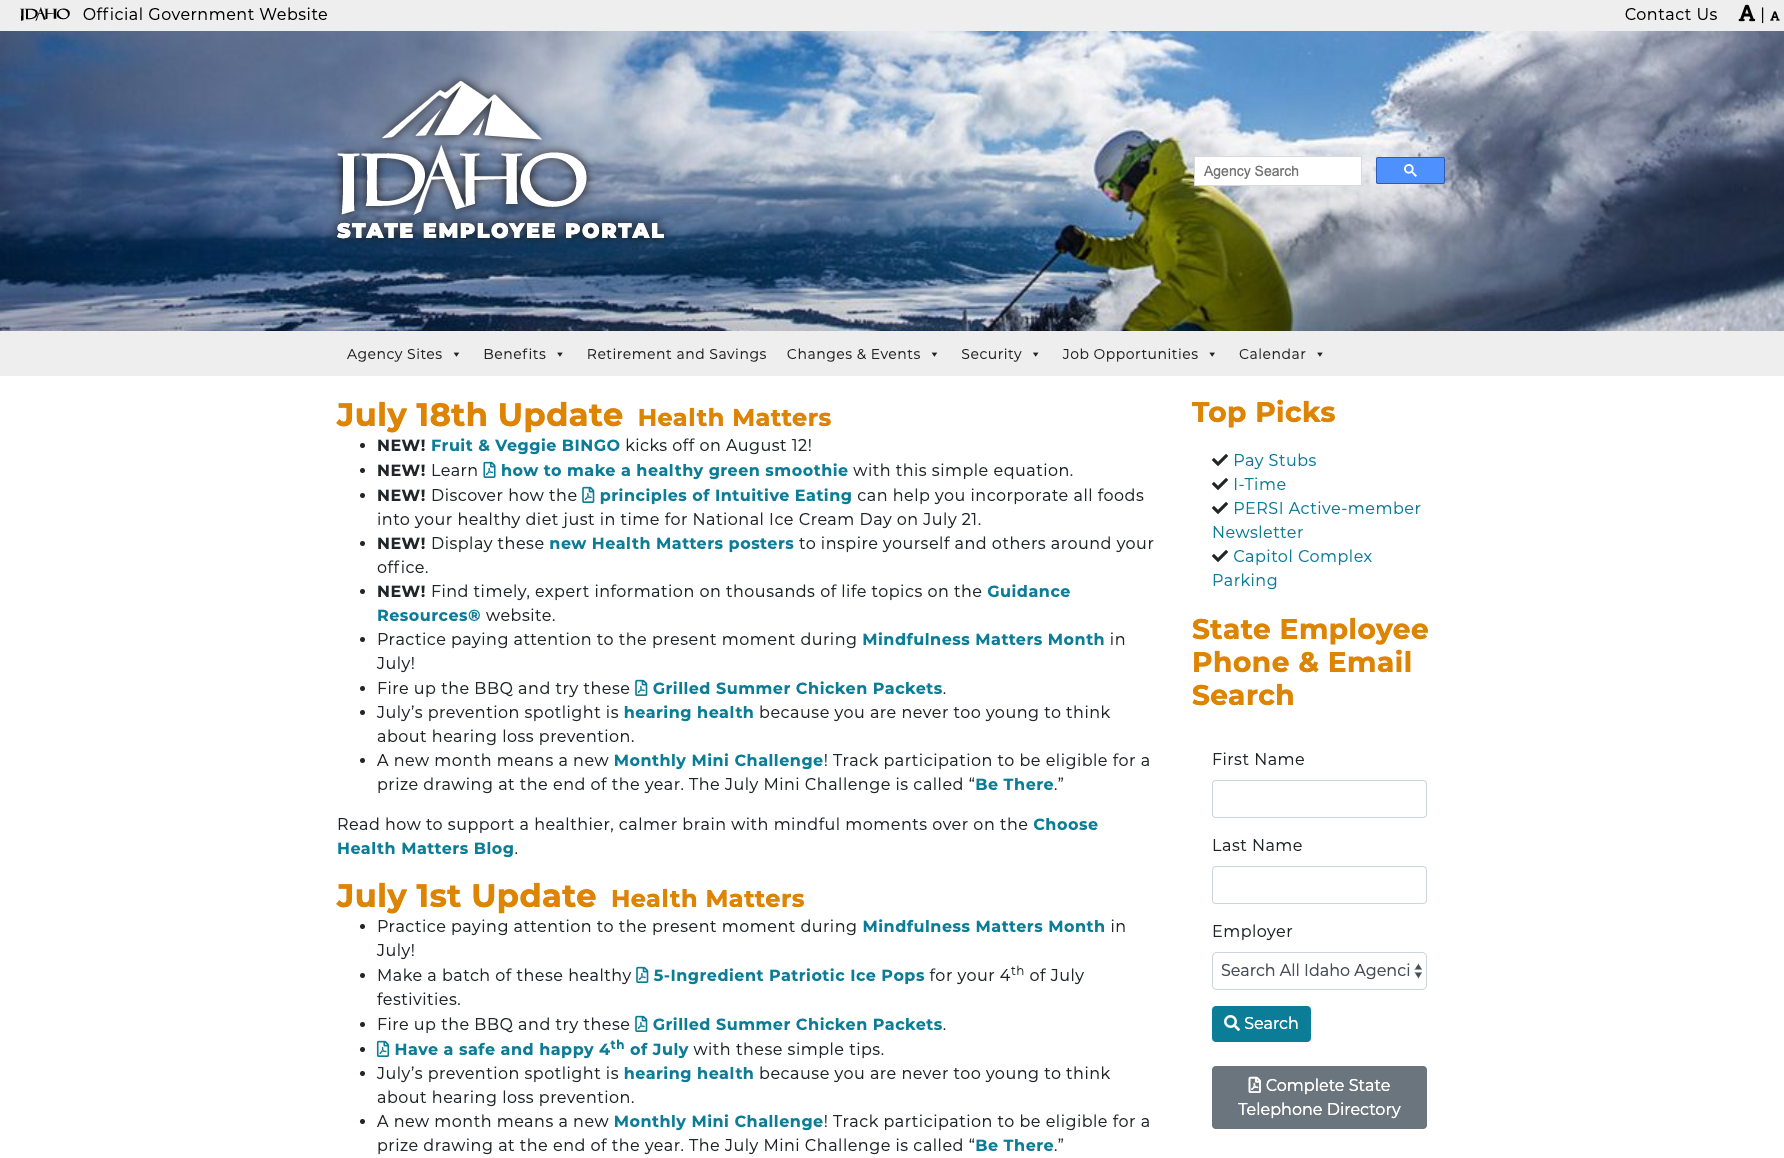 IDAHO Official Government Website
Contact Us A | A
IDAHO
STATE EMPLOYEE PORTAL
Agency Search
Agency Sites Benefits Retirement and Savings Changes & Events Security Job Opportunities Calendar
July 18th Update Health Matters
NEW! Fruit & Veggie BINGO kicks off on August 12!
NEW! Learn how to make a healthy green smoothie with this simple equation.
NEW! Discover how the principles of Intuitive Eating can help you incorporate all foods
into your healthy diet just in time for National Ice Cream Day on July 21.
NEW! Display these new Health Matters posters to inspire yourself and others around your
office.
NEW! Find timely, expert information on thousands of life topics on the Guidance
Resources® website.
Practice paying attention to the present moment during Mindfulness Matters Month in
July!
Fire up the BBQ and try these Grilled Summer Chicken Packets.
July’s prevention spotlight is hearing health because you are never too young to think
about hearing loss prevention.
A new month means a new Monthly Mini Challenge! Track participation to be eligible for a
prize drawing at the end of the year. The July Mini Challenge is called “Be There.”
Read how to support a healthier, calmer brain with mindful moments over on the Choose
Health Matters Blog.
July 1st Update Health Matters
Practice paying attention to the present moment during Mindfulness Matters Month in
July!
Make a batch of these healthy 5-Ingredient Patriotic Ice Pops for your 4th of July
festivities.
Fire up the BBQ and try these Grilled Summer Chicken Packets.
Have a safe and happy 4th of July with these simple tips.
July’s prevention spotlight is hearing health because you are never too young to think
about hearing loss prevention.
A new month means a new Monthly Mini Challenge! Track participation to be eligible for a
prize drawing at the end of the year. The July Mini Challenge is called “Be There.”
Top Picks
Pay Stubs
I-Time
PERSI Active-member
Newsletter
Capitol Complex
Parking
State Employee
Phone & Email
Search
First Name
Last Name
Employer
Search All Idaho Agenci
Search
Complete State
Telephone Directory